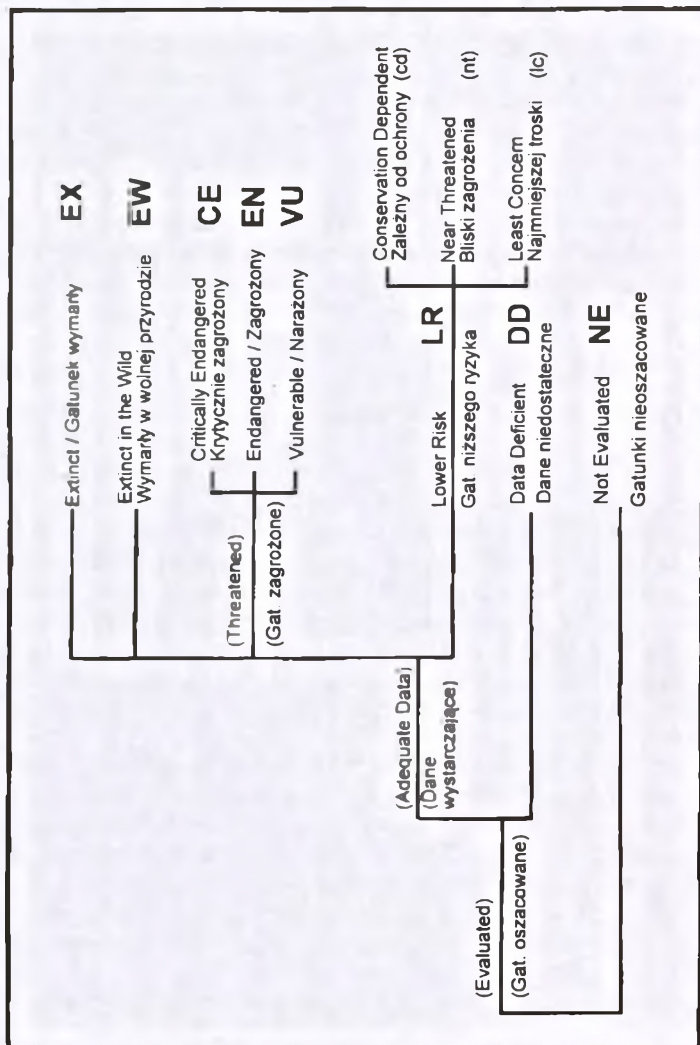 Extinct / Gatunek wymarły EX
Extinct in the Wild
Wymarły w wolnej przyrodzie EW
(Threatened)
(Gat. zagrożone)
Critically Endangered
Krytycznie zagrożony CE
Endangered / Zagrożony EN
Vulnerable / Narażony VU
(Adequate Data)
(Dane
wystarczające)
Lower Risk LR
Gat niższego ryzyka
Conservation Dependent
Zależny od ochrony (cd)
Near Threatened
Bliski zagrożenia (nt)
Least Concem
Najmniejszej troski (lc)
(Evaluated)
(Gat. oszacowane)
Data Deficient DD
Dane niedostateczne
Not Evaluated NE
Gatunki nieoszacowane